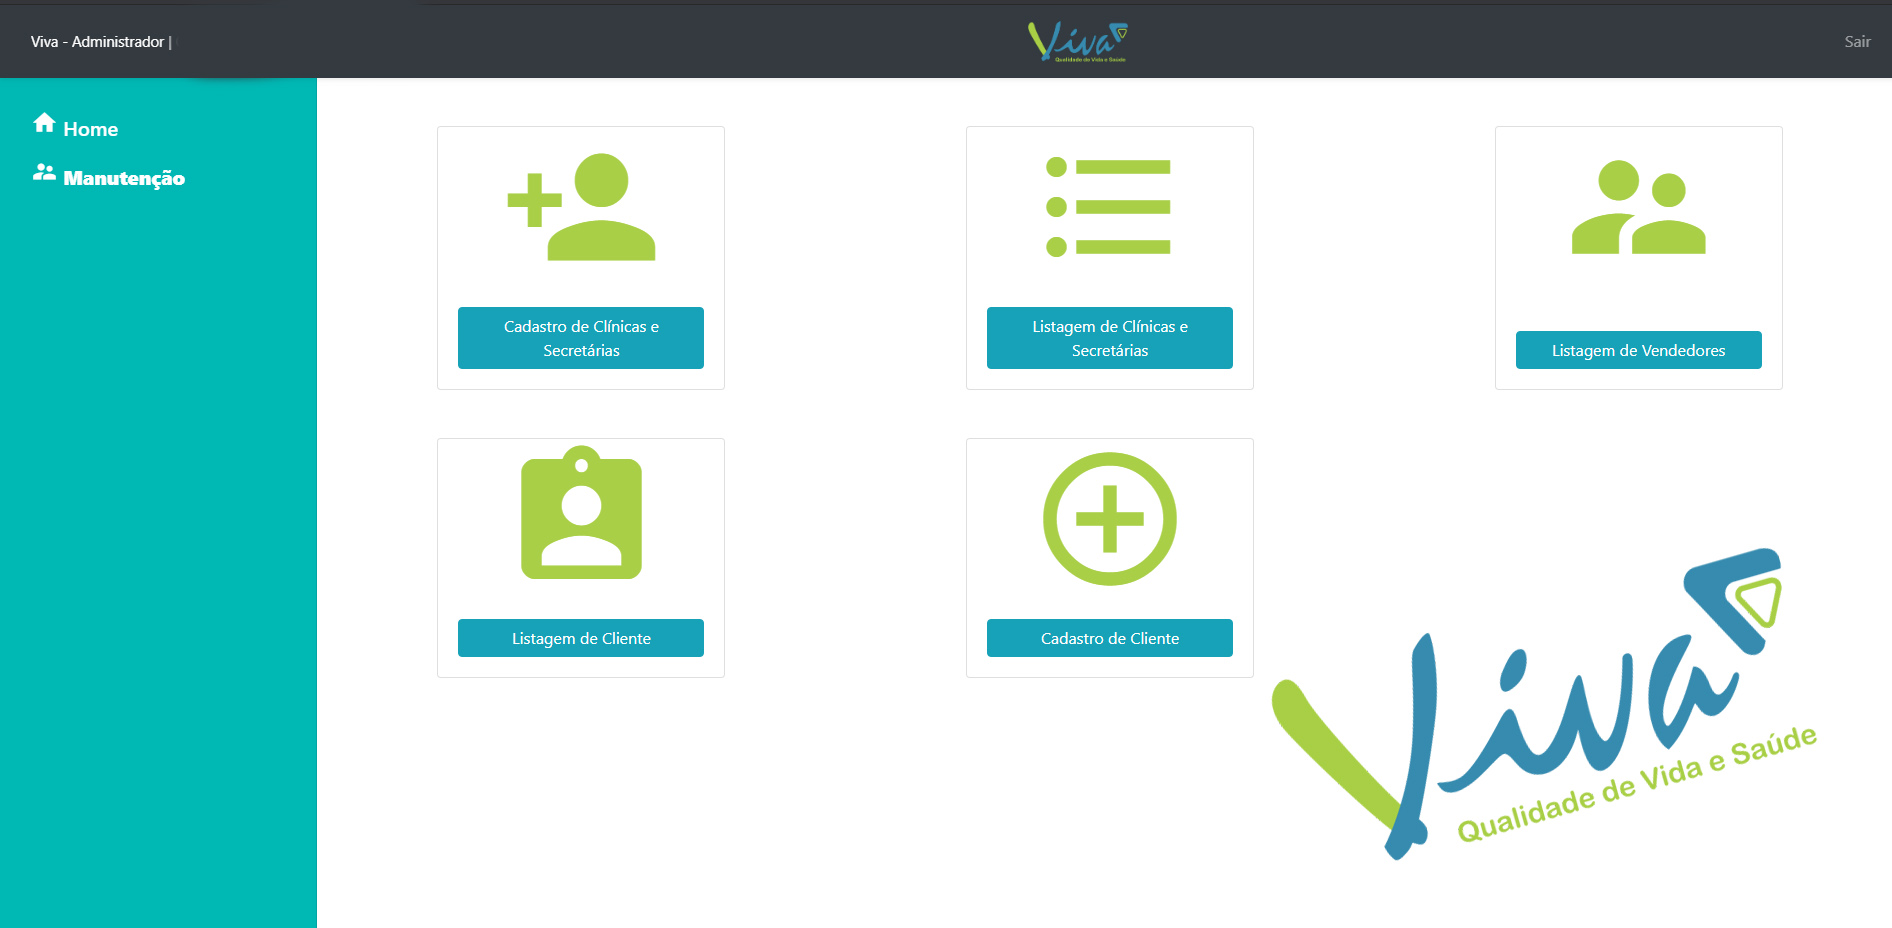 Viva - Administrador |
Viva
Qualidade de Vida e Saúde
Sair
Home
Manutenção
Cadastro de Clínicas e
Secretárias
Listagem de Clínicas e
Secretárias
Listagem de Vendedores
Listagem de Cliente
Cadastro de Cliente
Viva
Qualidade de Vida e Saúde